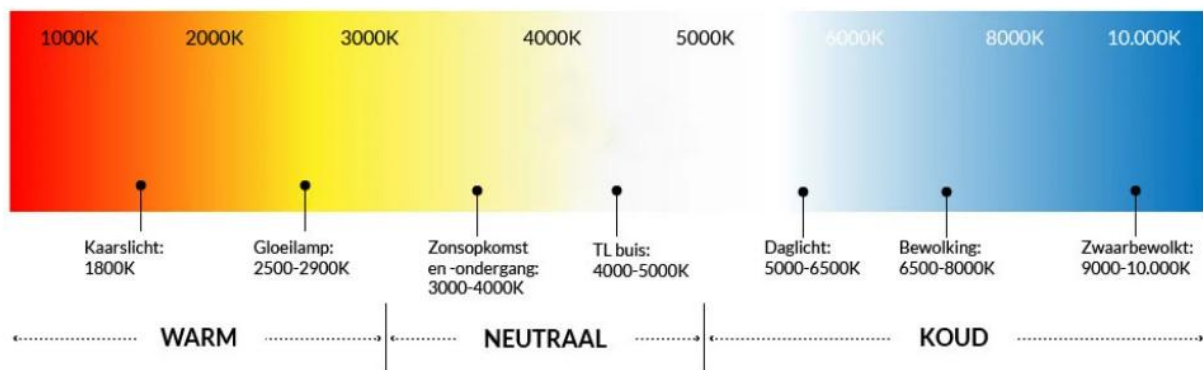 1000K 2000K 3000K 4000K 5000K 6000K 8000K 10.000K
Kaarslicht:
1800K
Gloeilamp:
2500-2900K
Zonsopkomst
en -ondergang:
3000-4000K
TL buis:
4000-5000K
Daglicht:
5000-6500K
Bewolking:
6500-8000K
Zwaarbewolkt:
9000-10.000K
WARM NEUTRAAL KOUD